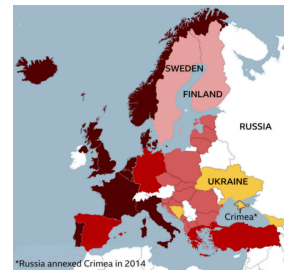 SWEDEN
FINLAND
RUSSIA
UKRAINE
Crimea*
*Russia annexed Crimea in 2014